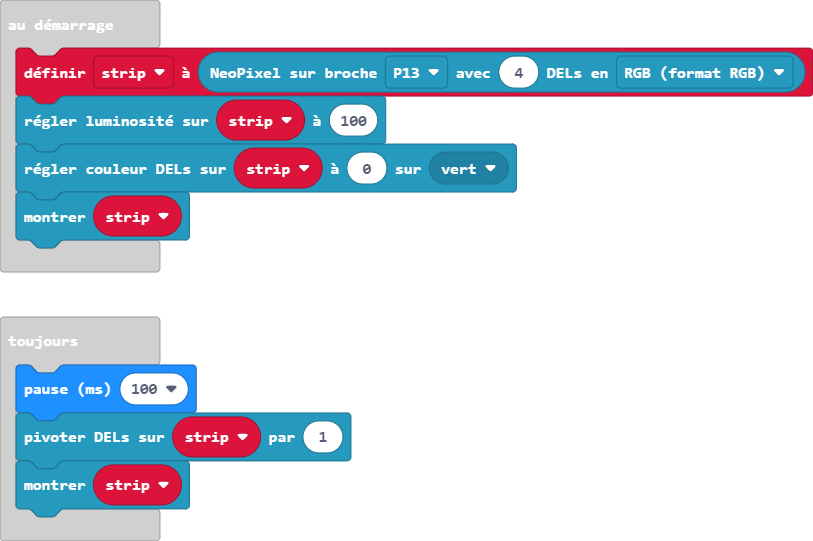 au démarrage
définir strip à NeoPixel sur broche P13 avec 4 DELs en RGB (format RGB)
régler luminosité sur strip à 100
régler couleur DELs sur strip à 0 sur vert
montrer strip
toujours
pause (ms) 100
pivoter DELs sur strip par 1
montrer strip